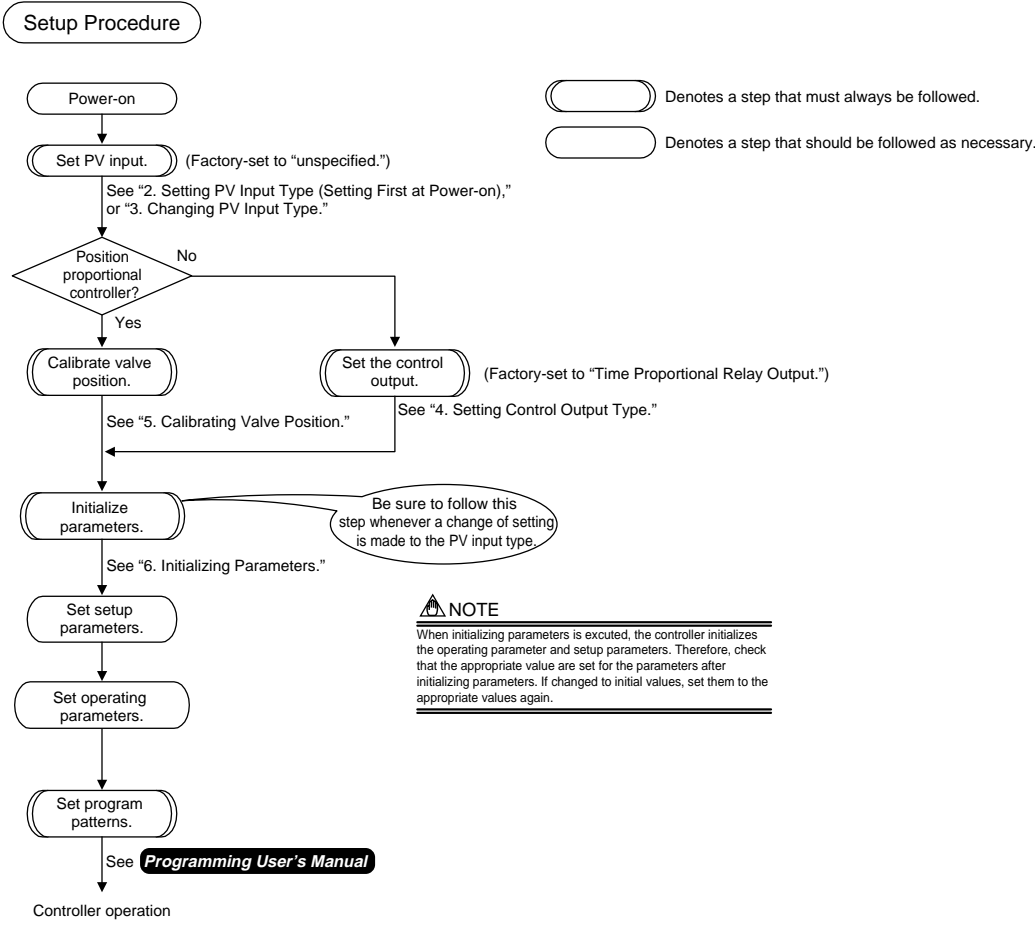 Setup Procedure
Power-on
Denotes a step that must always be followed.
Denotes a step that should be followed as necessary.
Set PV input.
(Factory-set to “unspecified.”)
See “2. Setting PV Input Type (Setting First at Power-on),”
or “3. Changing PV Input Type.”
Position
proportional
controller?
No
Yes
Calibrate valve
position.
Set the control
output.
(Factory-set to “Time Proportional Relay Output.”)
See “5. Calibrating Valve Position.”
See “4. Setting Control Output Type.”
Initialize
parameters.
Be sure to follow this
step whenever a change of setting
is made to the PV input type.
See “6. Initializing Parameters.”
Set setup
parameters.
NOTE
When initializing parameters is excuted, the controller initializes
the operating parameter and setup parameters. Therefore, check
that the appropriate value are set for the parameters after
initializing parameters. If changed to initial values, set them to the
appropriate values again.
Set operating
parameters.
Set program
patterns.
See Programming User’s Manual
Controller operation